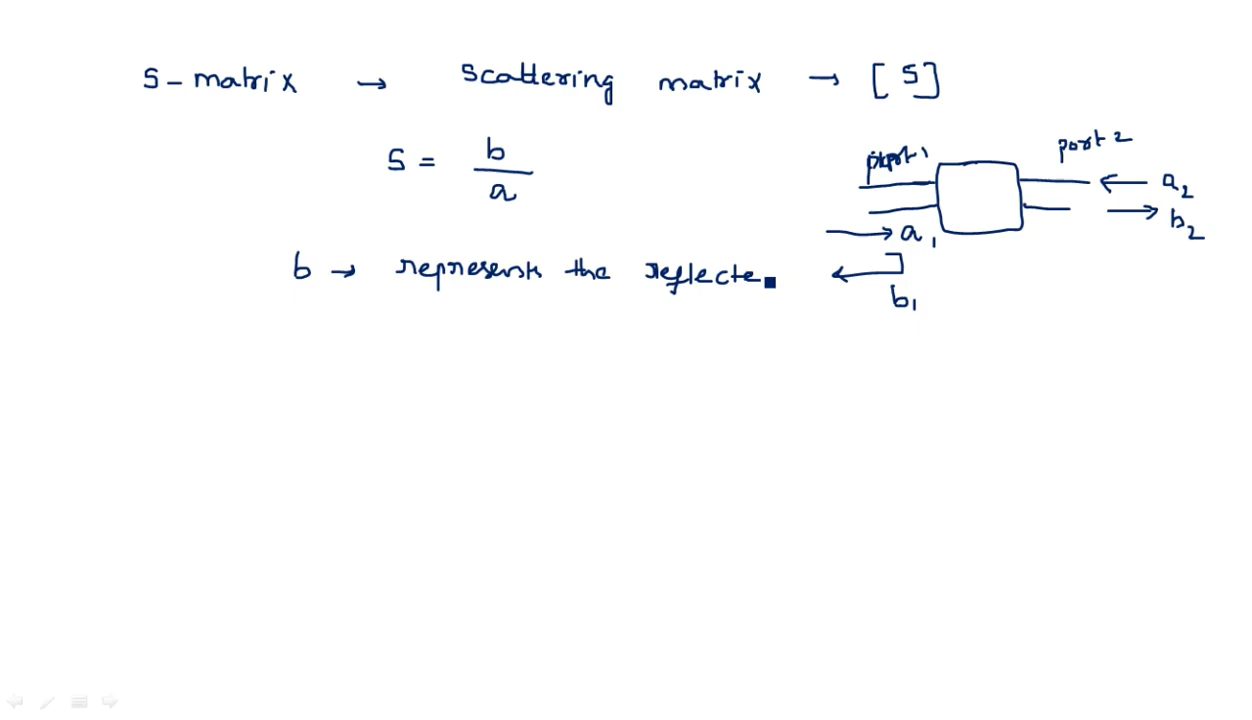 S - matrix → Scattering matrix → [S]
S = b / a
port 1
port 2
a2
b2
a1
b → represents the reflecte
b1